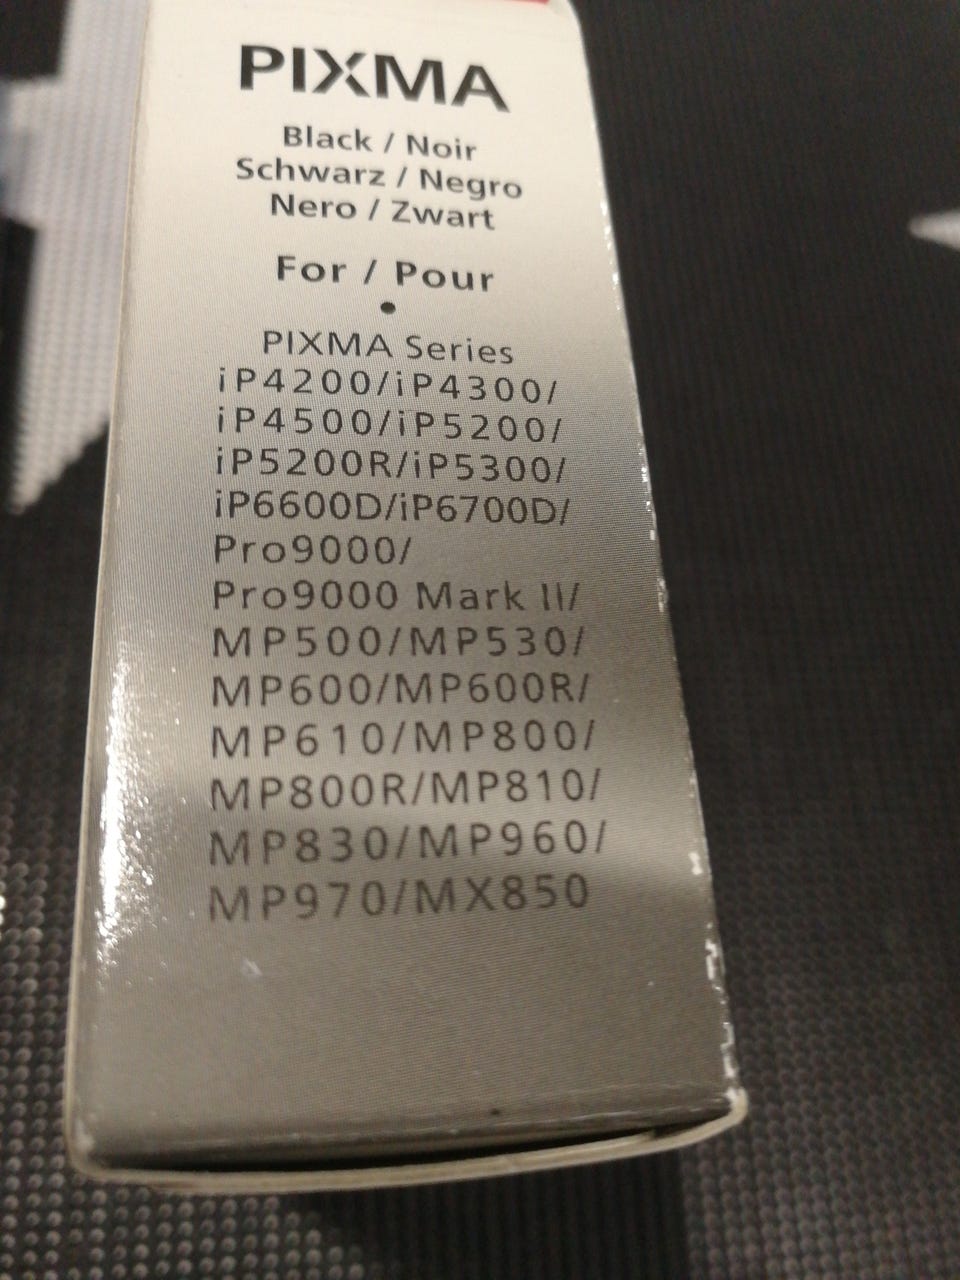 PIXMA
Black / Noir
Schwarz / Negro
Nero / Zwart
For / Pour
•
PIXMA Series
iP4200/iP4300/
iP4500/iP5200/
iP5200R/iP5300/
iP6600D/iP6700D/
Pro9000/
Pro9000 Mark II/
MP500/MP530/
MP600/MP600R/
MP610/MP800/
MP800R/MP810/
MP830/MP960/
MP970/MX850